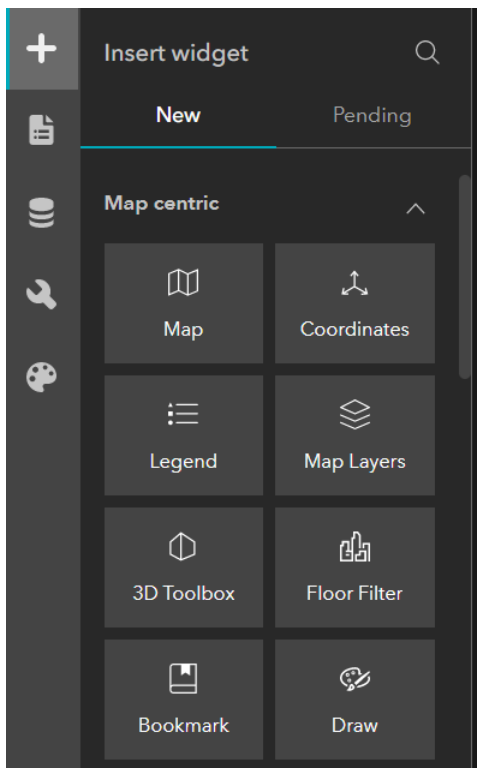 Insert widget
New Pending
Map centric
Map Coordinates
Legend Map Layers
3D Toolbox Floor Filter
Bookmark Draw